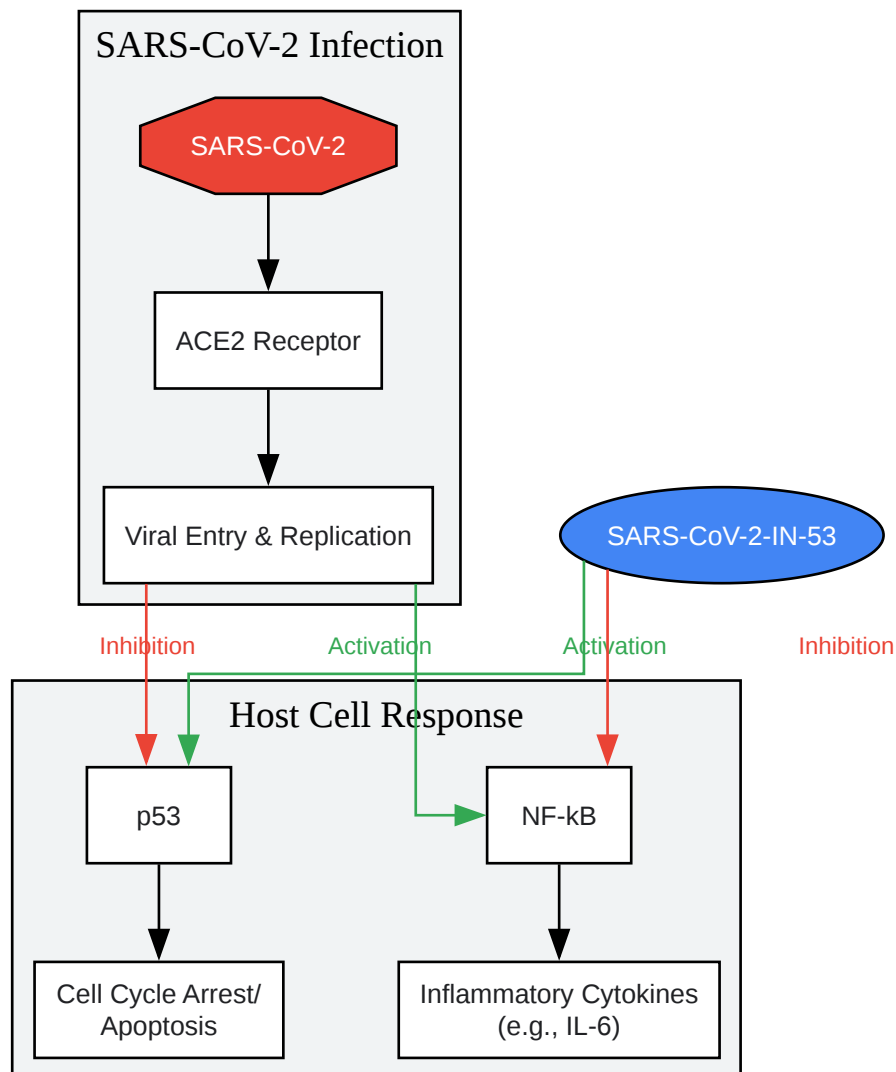 SARS-CoV-2 Infection
SARS-CoV-2
ACE2 Receptor
Viral Entry & Replication
SARS-CoV-2-IN-53
Inhibition
Activation
Activation
Inhibition
Host Cell Response
p53
NF-kB
Cell Cycle Arrest/
Apoptosis
Inflammatory Cytokines
(e.g., IL-6)